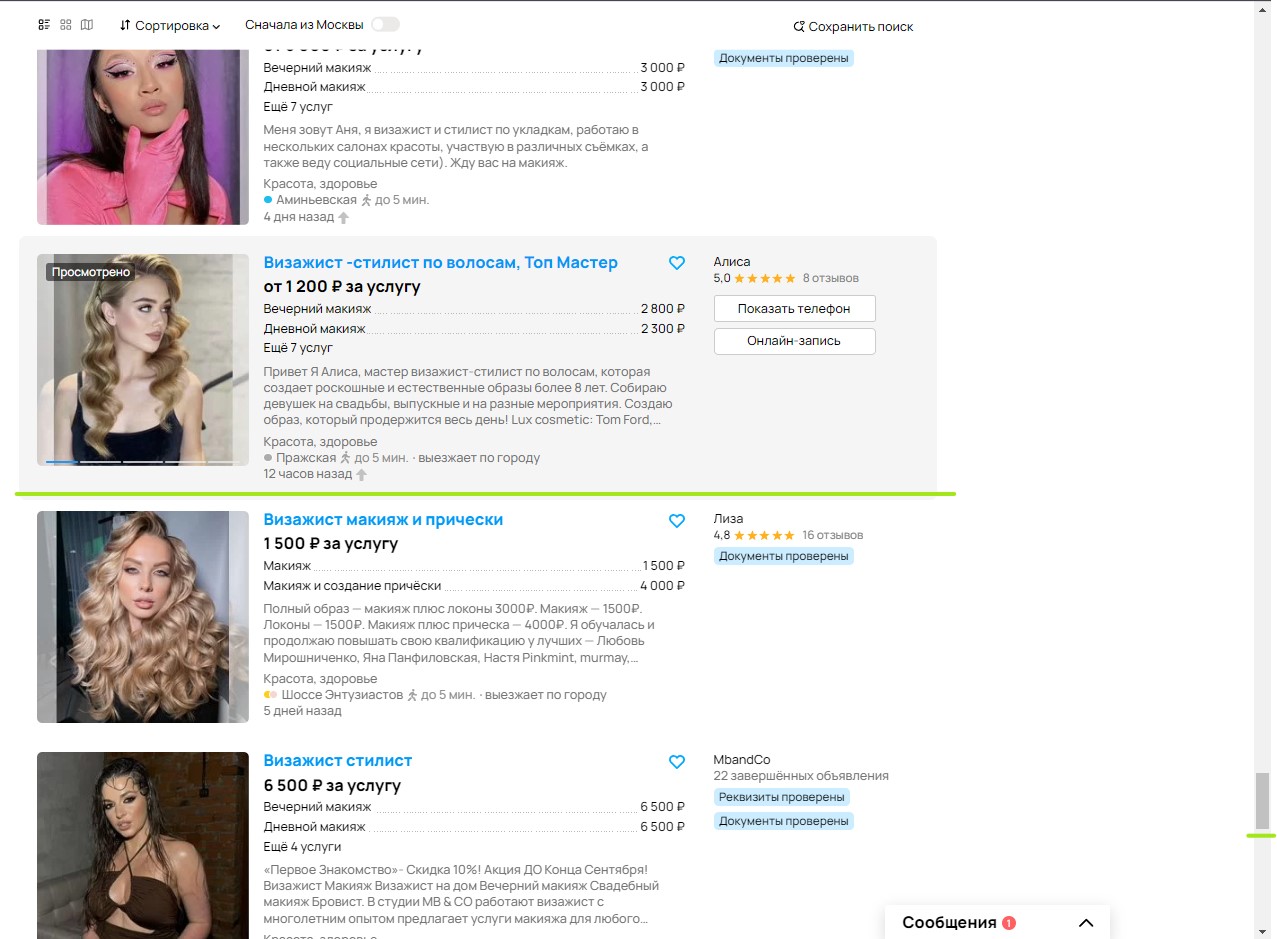 Сортировка
Сначала из Москвы
Сохранить поиск
Вечерний макияж 3 000 ₽
Дневной макияж 3 000 ₽
Ещё 7 услуг
Меня зовут Аня, я визажист и стилист по укладкам, работаю в
нескольких салонах красоты, участвую в различных съёмках, а
также веду социальные сети). Жду вас на макияж.
Красота, здоровье
Аминьевская до 5 мин.
4 дня назад
Документы проверены
Просмотрено
Визажист -стилист по волосам, Топ Мастер
от 1 200 ₽ за услугу
Вечерний макияж 2 800 ₽
Дневной макияж 2 300 ₽
Ещё 7 услуг
Привет Я Алиса, мастер визажист-стилист по волосам, которая
создает роскошные и естественные образы более 8 лет. Собираю
девушек на свадьбы, выпускные и на разные мероприятия. Создаю
образ, который продержится весь день! Lux cosmetic: Tom Ford,...
Красота, здоровье
Пражская до 5 мин. · выезжает по городу
12 часов назад
Алиса
5,0 8 отзывов
Показать телефон
Онлайн-запись
Визажист макияж и прически
1 500 ₽ за услугу
Макияж 1 500 ₽
Макияж и создание причёски 4 000 ₽
Полный образ — макияж плюс локоны 3000₽. Макияж — 1500₽.
Локоны — 1500₽. Макияж плюс прическа — 4000₽. Я обучалась и
продолжаю повышать свою квалификацию у лучших — Любовь
Мирошниченко, Яна Панфиловская, Настя Pinkmint, murmay,...
Красота, здоровье
Шоссе Энтузиастов до 5 мин. · выезжает по городу
5 дней назад
Лиза
4,8 16 отзывов
Документы проверены
Визажист стилист
6 500 ₽ за услугу
Вечерний макияж 6 500 ₽
Дневной макияж 6 500 ₽
Ещё 4 услуги
«Первое Знакомство»- Скидка 10%! Акция ДО Конца Сентября!
Визажист Макияж Визажист на дом Вечерний макияж Свадебный
макияж Бровист. В студии MB & CO работают визажист с
многолетним опытом предлагает услуги макияжа для любого...
Красота, здоровье
MbandCo
22 завершённых объявления
Реквизиты проверены
Документы проверены
Сообщения 1